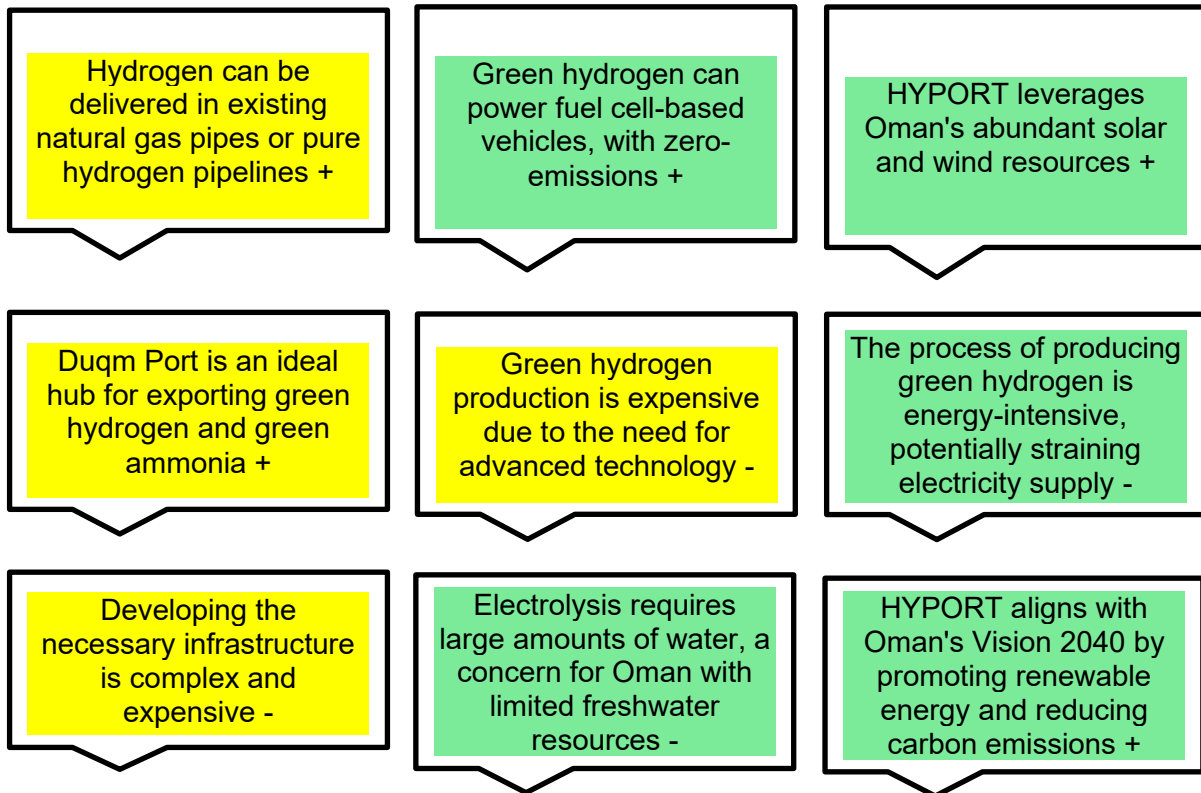 Hydrogen can be
delivered in existing
natural gas pipes or pure
hydrogen pipelines +
Green hydrogen can
power fuel cell-based
vehicles, with zero-
emissions +
HYPORT leverages
Oman's abundant solar
and wind resources +
Duqm Port is an ideal
hub for exporting green
hydrogen and green
ammonia +
Green hydrogen
production is expensive
due to the need for
advanced technology -
The process of producing
green hydrogen is
energy-intensive,
potentially straining
electricity supply -
Developing the
necessary infrastructure
is complex and
expensive -
Electrolysis requires
large amounts of water, a
concern for Oman with
limited freshwater
resources -
HYPORT aligns with
Oman's Vision 2040 by
promoting renewable
energy and reducing
carbon emissions +